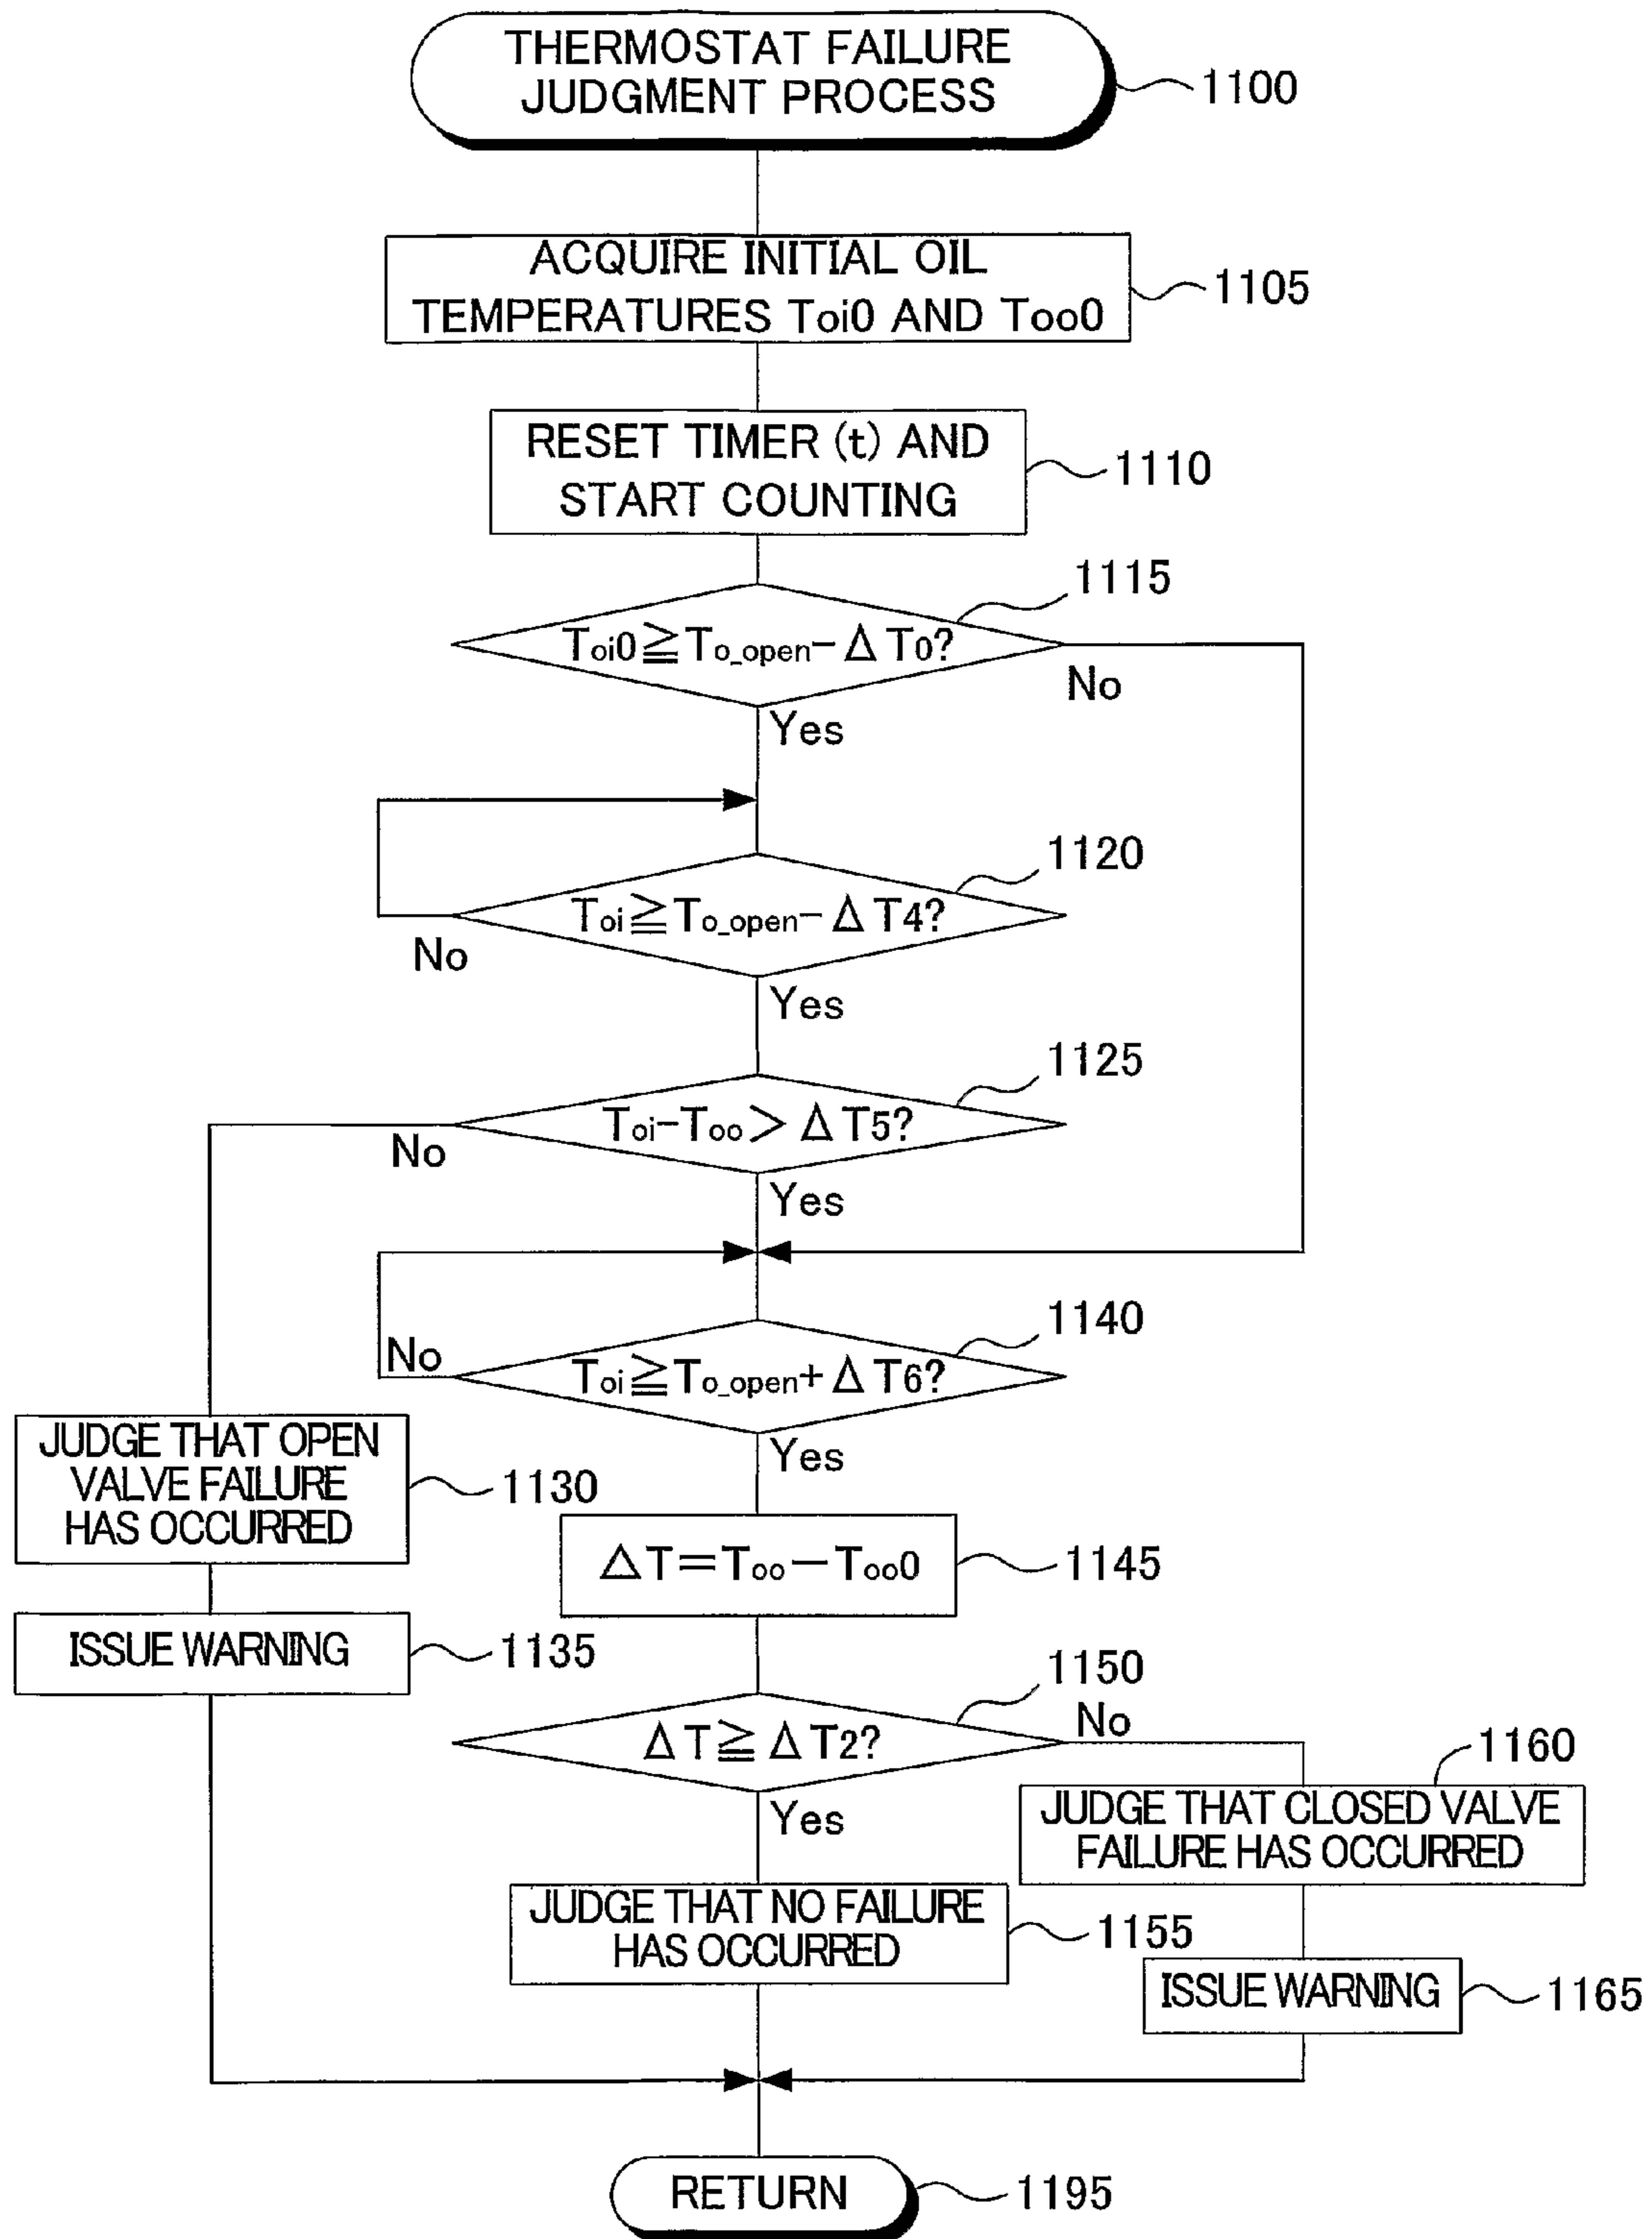 THERMOSTAT FAILURE
JUDGMENT PROCESS
1100
ACQUIRE INITIAL OIL
TEMPERATURES Toi0 AND Too0
1105
RESET TIMER (t) AND
START COUNTING
1110
1115
Toi0≧To_open−ΔT0?
No
Yes
1120
Toi≧To_open−ΔT4?
No
Yes
1125
Toi−Too＞ΔT5?
No
Yes
1140
Toi≧To_open+ΔT6?
No
Yes
JUDGE THAT OPEN
VALVE FAILURE
HAS OCCURRED
1130
ΔT=Too−Too0
1145
ISSUE WARNING
1135
1150
ΔT≧ΔT2?
No
Yes
1160
JUDGE THAT CLOSED VALVE
FAILURE HAS OCCURRED
JUDGE THAT NO FAILURE
HAS OCCURRED
1155
ISSUE WARNING
1165
RETURN
1195